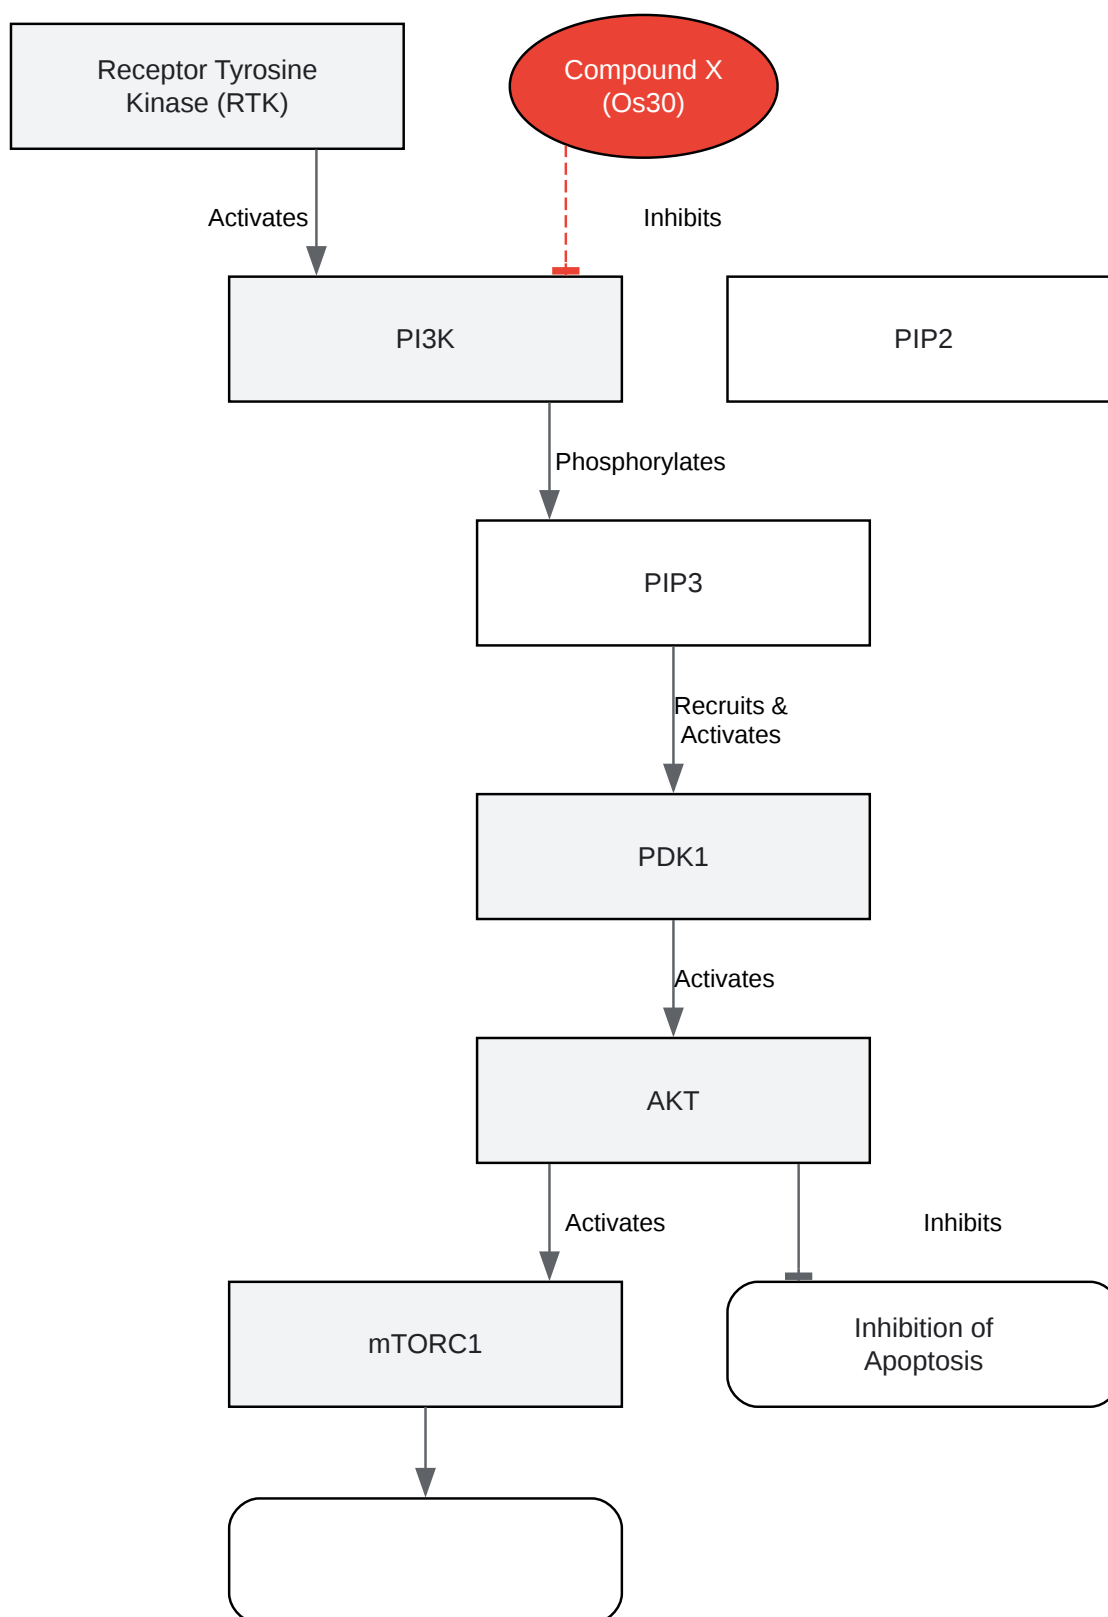 Receptor Tyrosine
Kinase (RTK)
Compound X
(Os30)
Activates
Inhibits
PI3K
PIP2
Phosphorylates
PIP3
Recruits &
Activates
PDK1
Activates
AKT
Activates
Inhibits
mTORC1
Inhibition of
Apoptosis